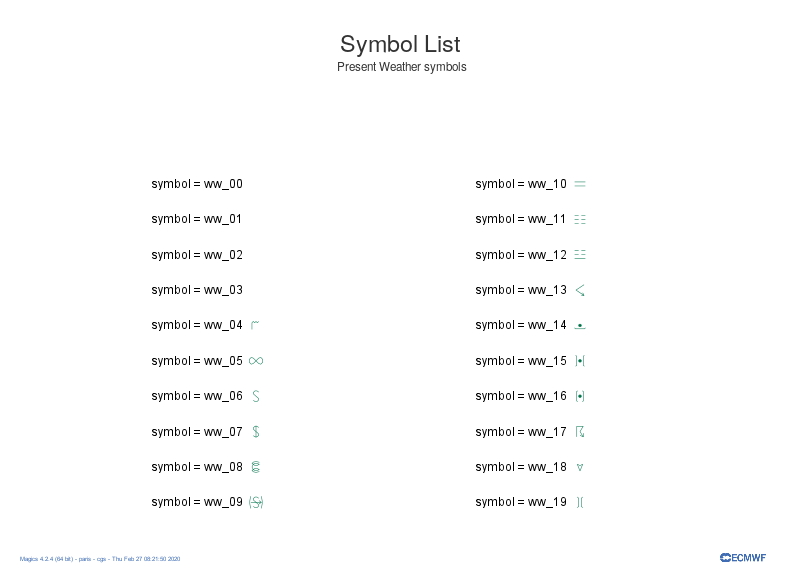 Symbol List
Present Weather symbols
symbol = ww_00
symbol = ww_01
symbol = ww_02
symbol = ww_03
symbol = ww_04
symbol = ww_05
symbol = ww_06
symbol = ww_07
symbol = ww_08
symbol = ww_09
symbol = ww_10
symbol = ww_11
symbol = ww_12
symbol = ww_13
symbol = ww_14
symbol = ww_15
symbol = ww_16
symbol = ww_17
symbol = ww_18
symbol = ww_19
Magics 4.2.4 (64 bit) - paris - cgs - Thu Feb 27 08:21:50 2020
ECMWF